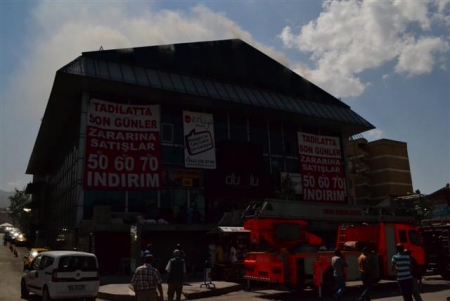 TADİLATTA
SON GÜNLER
ZARARINA
SATIŞLAR
50 60 70
İNDİRİM
TADİLATTA
SON GÜNLER
ZARARINA
SATIŞLAR
50 60 70
İNDİRİM